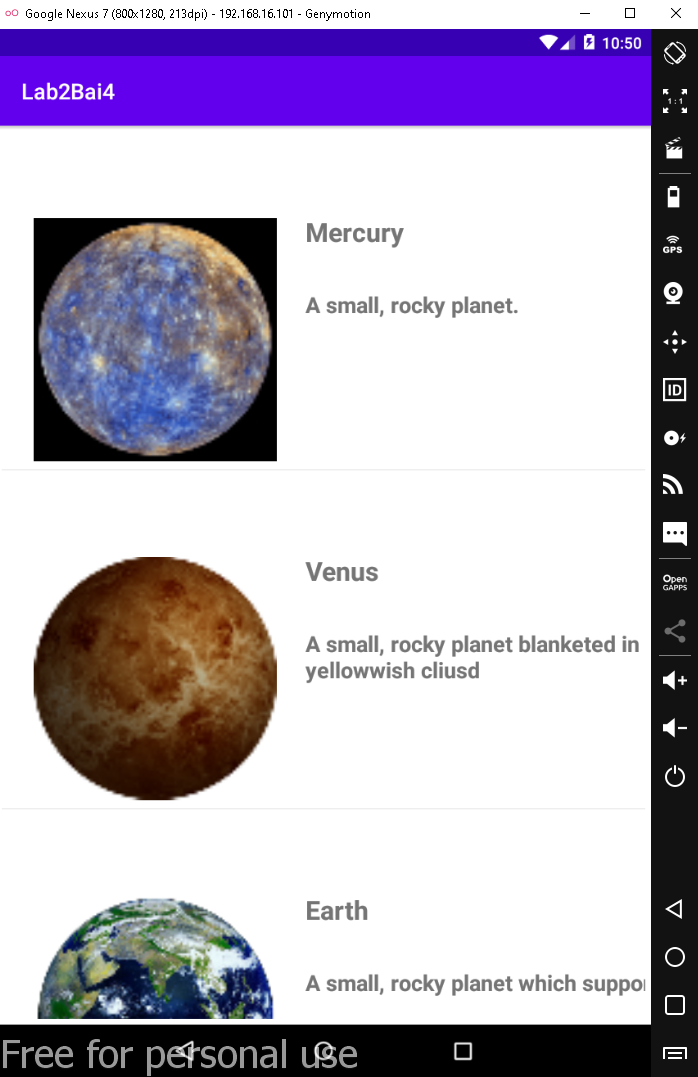 Google Nexus 7 (800x1280, 213dpi) - 192.168.16.101 - Genymotion
10:50
Lab2Bai4
1:1
GPS
ID
Open
GAPPS
Mercury
A small, rocky planet.
Venus
A small, rocky planet blanketed in
yellowwish cliusd
Earth
A small, rocky planet which suppo
Free for personal use